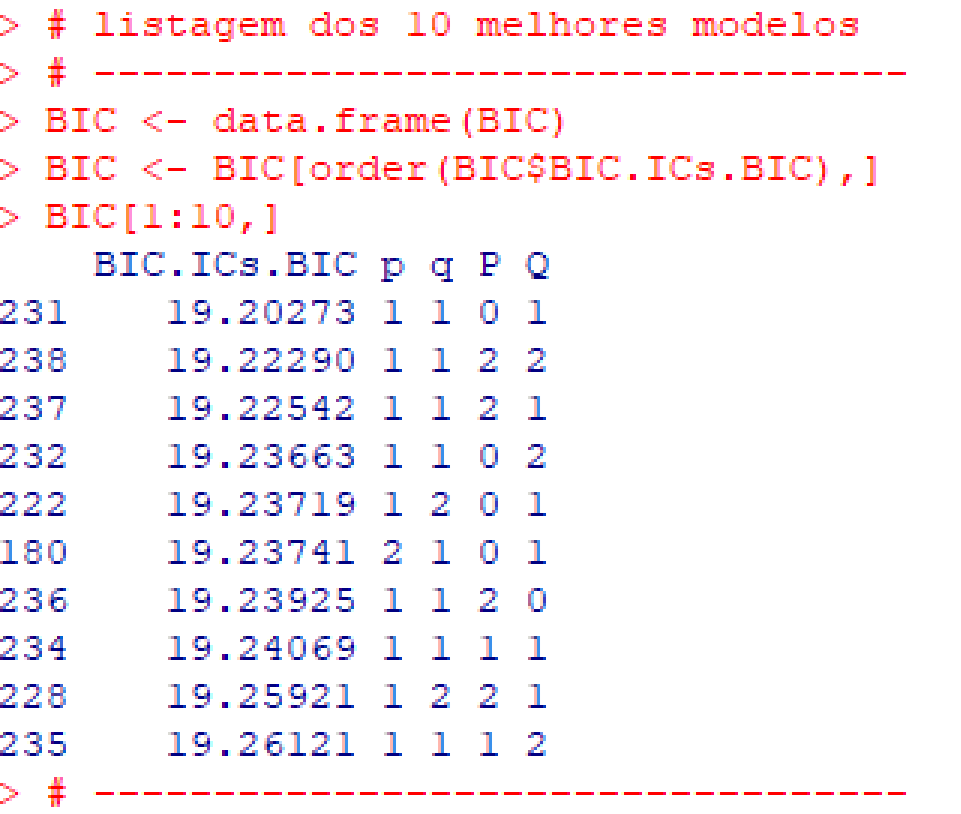 > # listagem dos 10 melhores modelos
> # ----------------------------------
> BIC <- data.frame(BIC)
> BIC <- BIC[order(BIC$BIC.ICs.BIC),]
> BIC[1:10,]
    BIC.ICs.BIC p q P Q
231    19.20273 1 1 0 1
238    19.22290 1 1 2 2
237    19.22542 1 1 2 1
232    19.23663 1 1 0 2
222    19.23719 1 2 0 1
180    19.23741 2 1 0 1
236    19.23925 1 1 2 0
234    19.24069 1 1 1 1
228    19.25921 1 2 2 1
235    19.26121 1 1 1 2
> # ----------------------------------